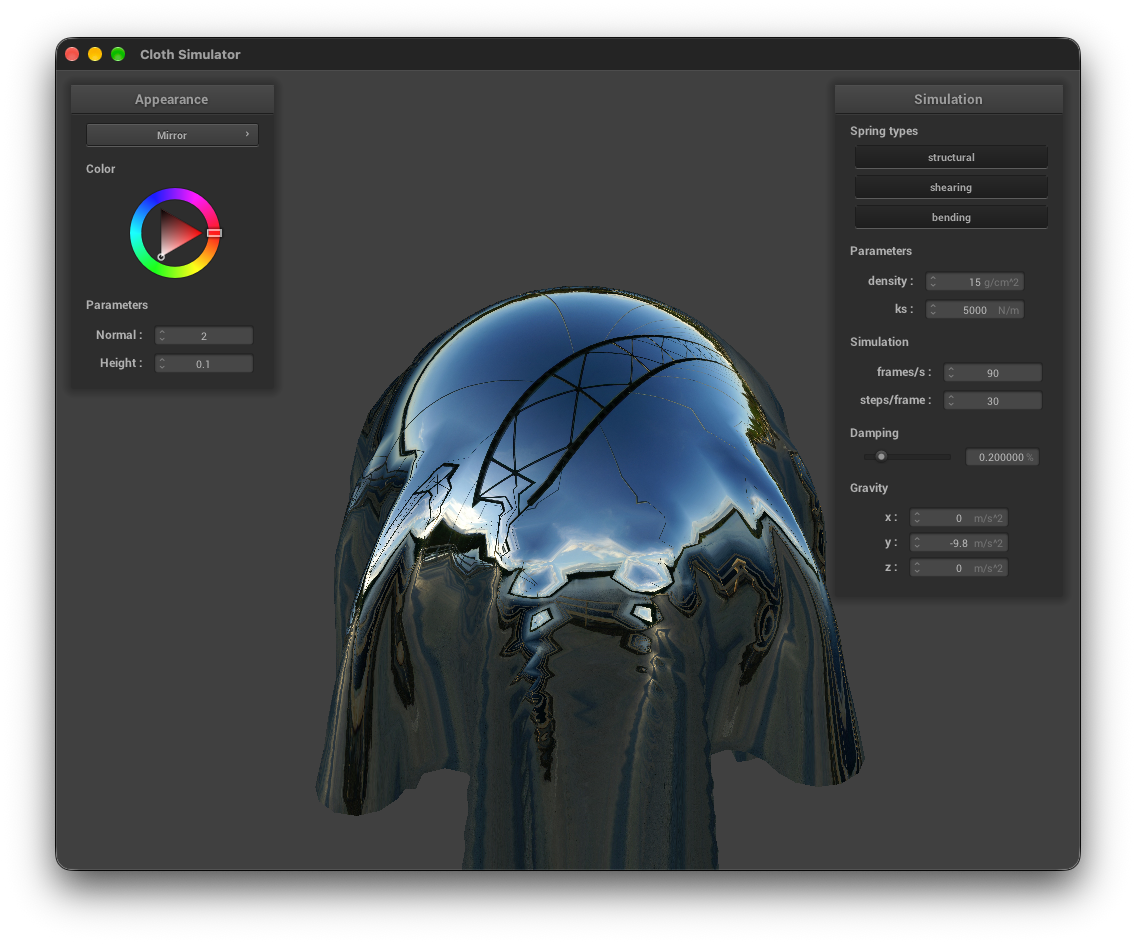 Cloth Simulator
Appearance
Mirror
Color
Parameters
Normal : 2
Height : 0.1
Simulation
Spring types
structural
shearing
bending
Parameters
density : 15 g/cm^2
ks : 5000 N/m
Simulation
frames/s : 90
steps/frame : 30
Damping
0.200000 %
Gravity
x : 0 m/s^2
y : -9.8 m/s^2
z : 0 m/s^2